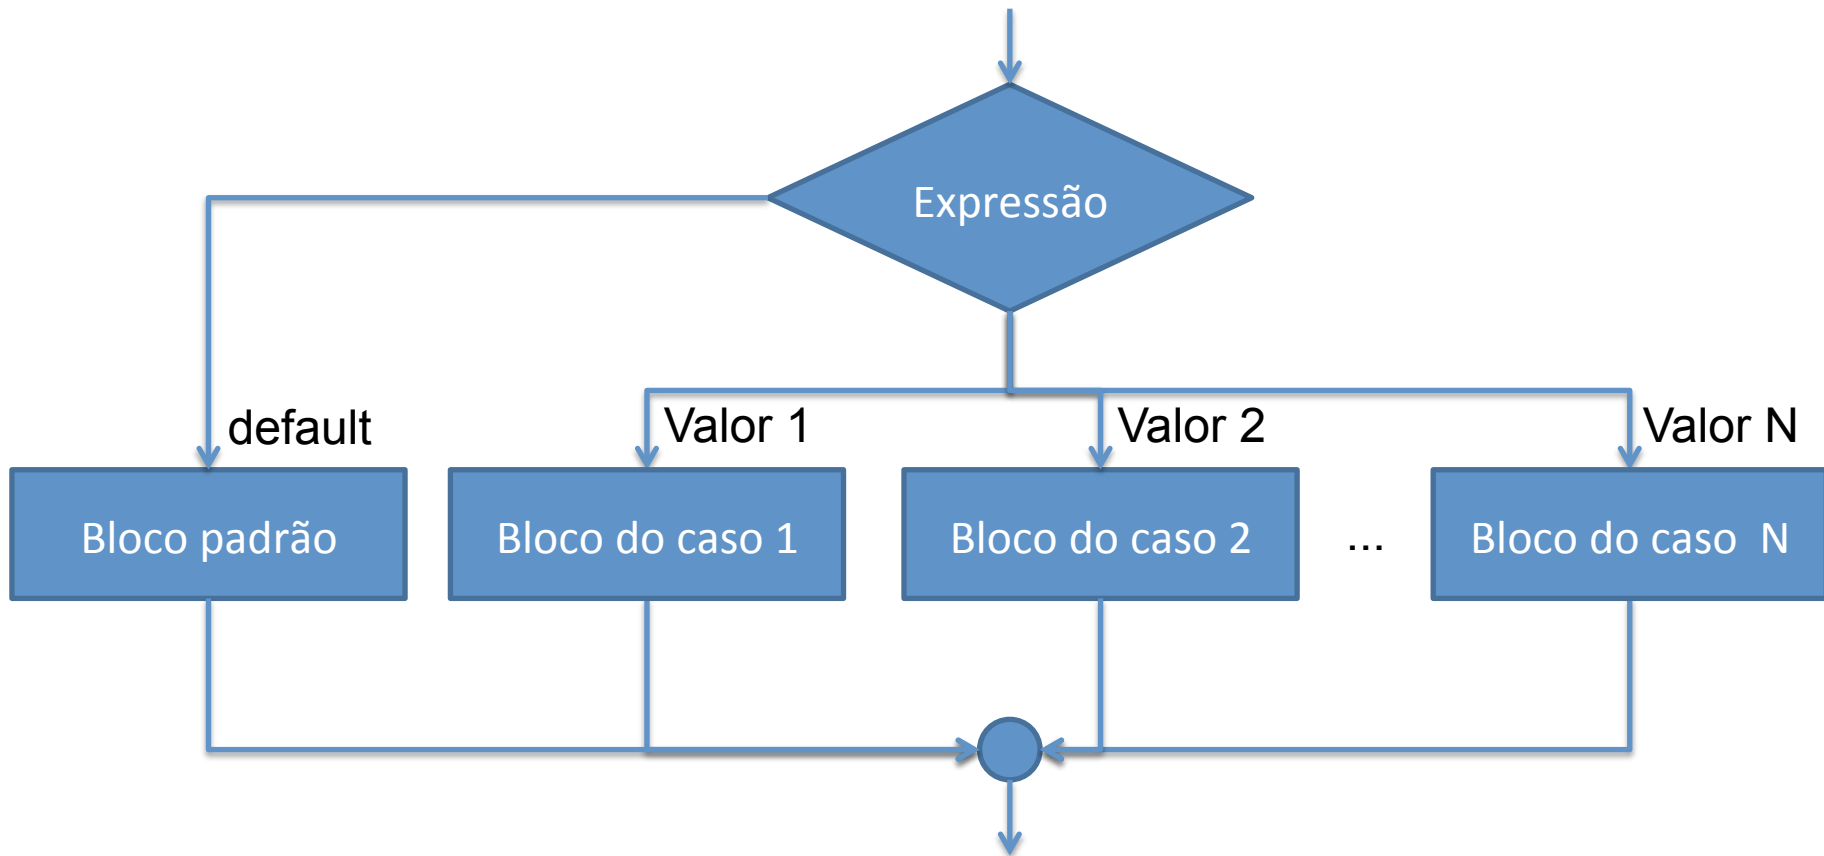 Expressão
default
Valor 1
Valor 2
Valor N
Bloco padrão
Bloco do caso 1
Bloco do caso 2
...
Bloco do caso N